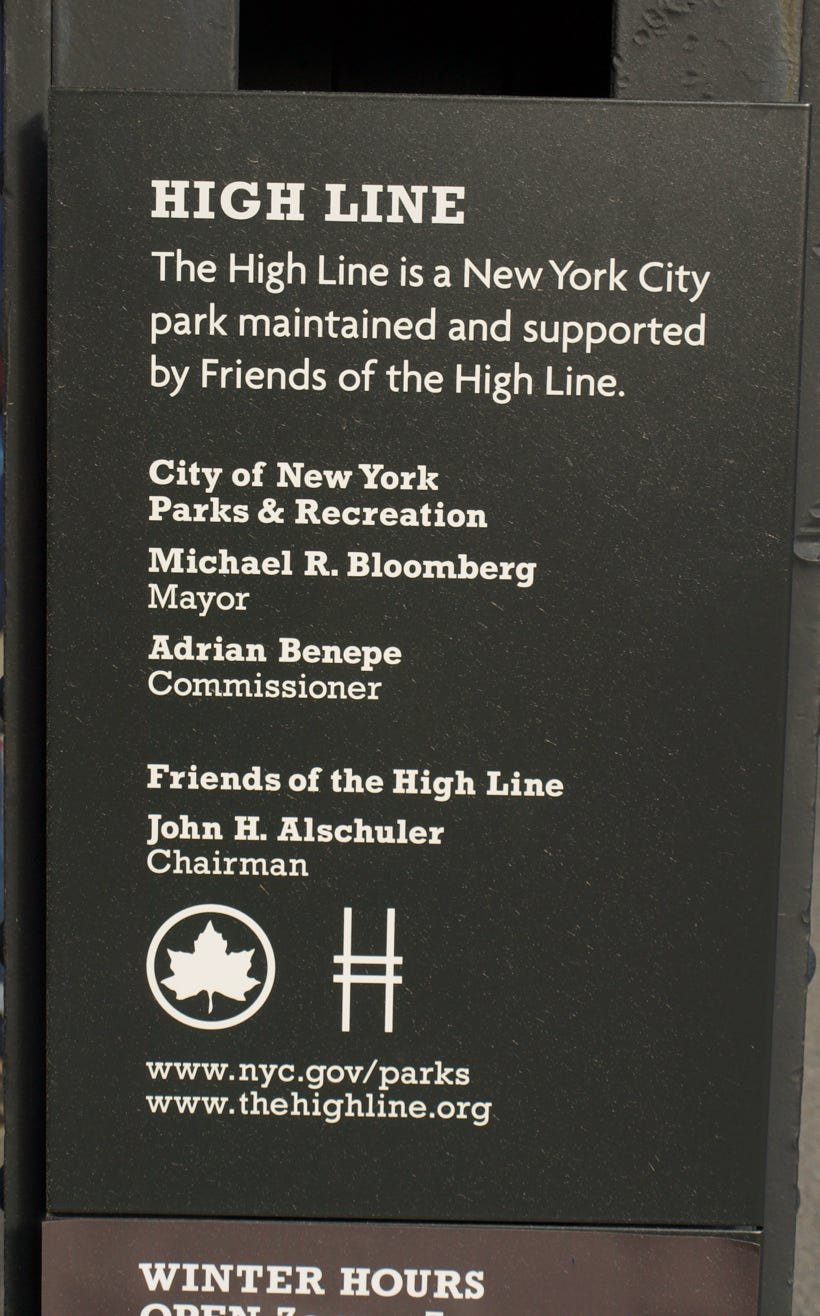 HIGH LINE
The High Line is a New York City
park maintained and supported
by Friends of the High Line.
City of New York
Parks & Recreation
Michael R. Bloomberg
Mayor
Adrian Benepe
Commissioner
Friends of the High Line
John H. Alschuler
Chairman
www.nyc.gov/parks
www.thehighline.org
WINTER HOURS
OPEN